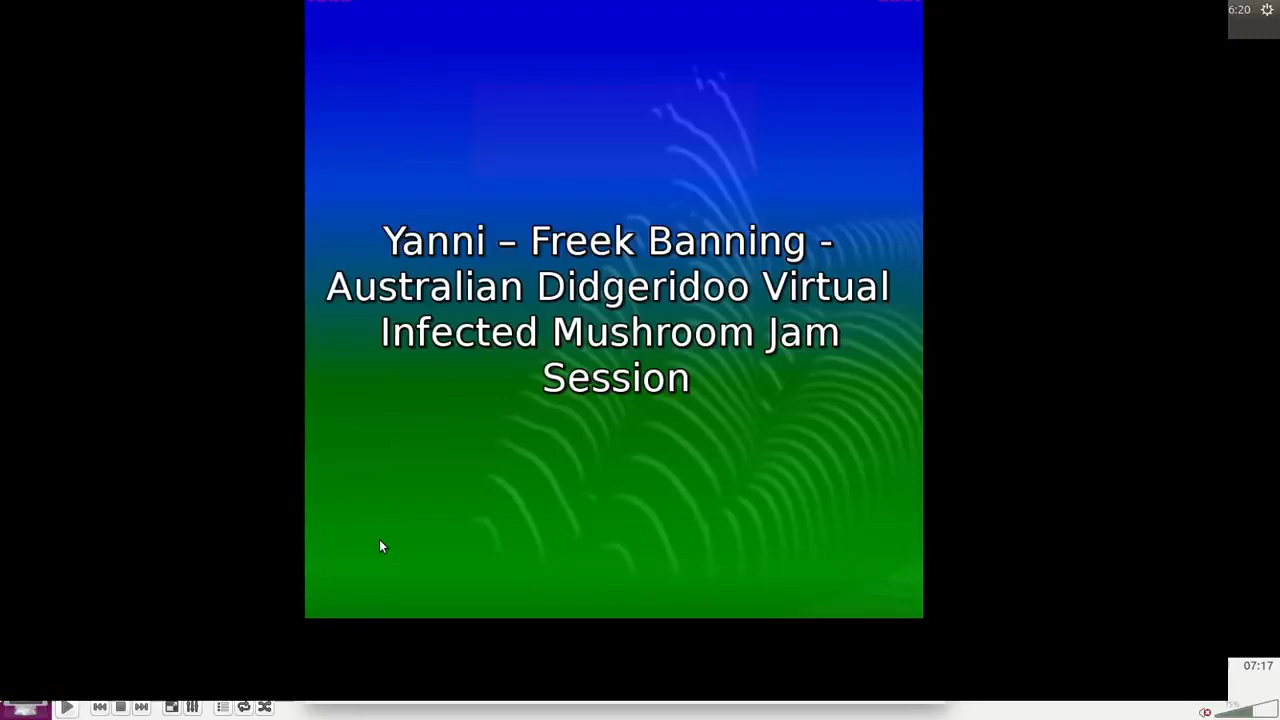 6:20
Yanni – Freek Banning -
Australian Didgeridoo Virtual
Infected Mushroom Jam
Session
07:17